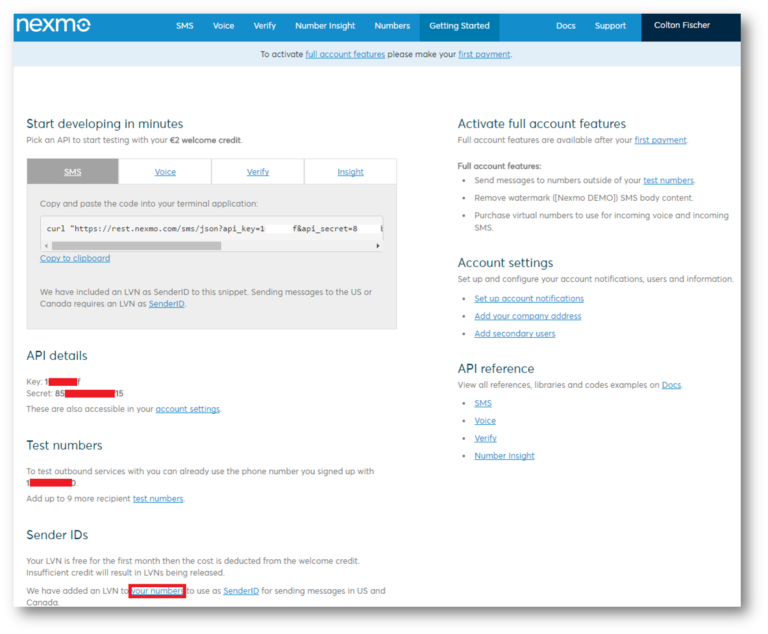 nexmo SMS Voice Verify Number Insight Numbers Getting Started Docs Support Colton Fischer
To activate full account features please make your first payment.
Start developing in minutes
Pick an API to start testing with your €2 welcome credit.
SMS Voice Verify Insight
Copy and paste the code into your terminal application:
curl "https://rest.nexmo.com/sms/json?api_key=1 f&api_secret=8
Copy to clipboard
We have included an LVN as SenderID to this snippet. Sending messages to the US or
Canada requires an LVN as SenderID.
API details
Key: 1 f
Secret: 85 15
These are also accessible in your account settings.
Test numbers
To test outbound services with you can already use the phone number you signed up with
1 0.
Add up to 9 more recipient test numbers.
Sender IDs
Your LVN is free for the first month then the cost is deducted from the welcome credit.
Insufficient credit will result in LVNs being released.
We have added an LVN to your numbers to use as SenderID for sending messages in US and
Canada.
Activate full account features
Full account features are available after your first payment.
Full account features:
• Send messages to numbers outside of your test numbers.
• Remove watermark ([Nexmo DEMO]) SMS body content.
• Purchase virtual numbers to use for incoming voice and incoming
SMS.
Account settings
Set up and configure your account notifications, users and information.
• Set up account notifications
• Add your company address
• Add secondary users
API reference
View all references, libraries and codes examples on Docs.
• SMS
• Voice
• Verify
• Number Insight